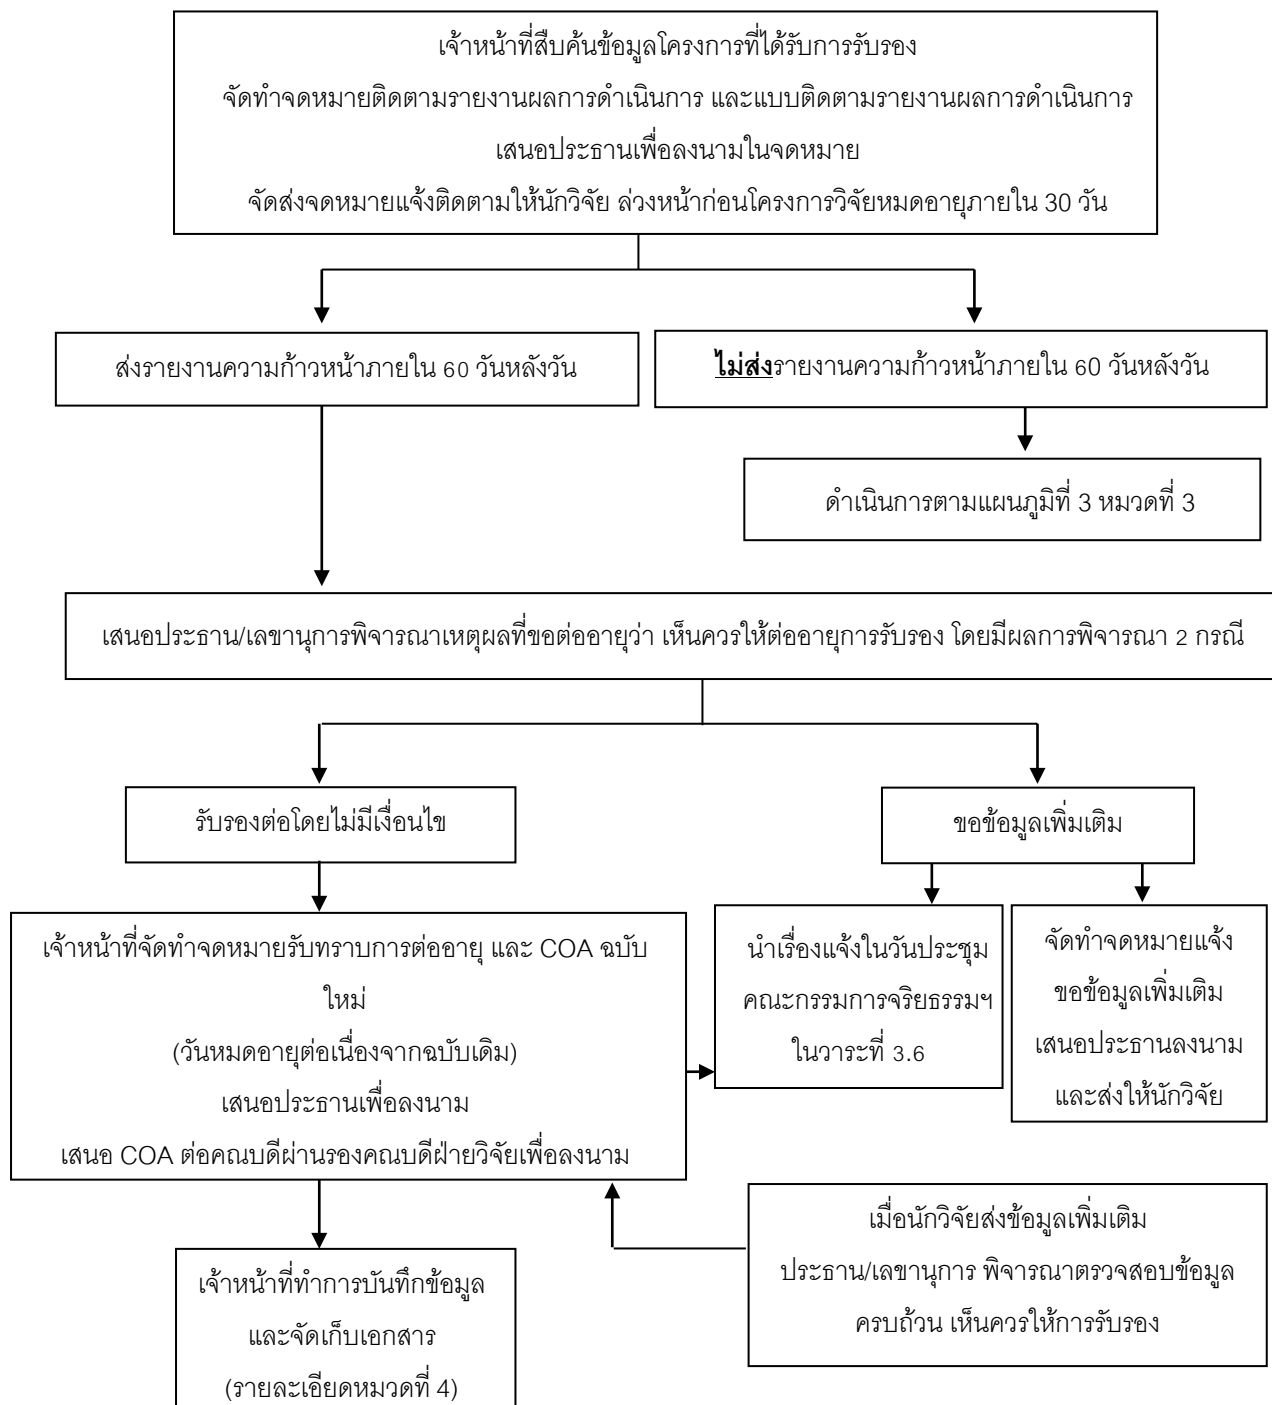 เจ้าหน้าที่สืบค้นข้อมูลโครงการที่ได้รับการรับรอง
จัดทำจดหมายติดตามรายงานผลการดำเนินการ และแบบติดตามรายงานผลการดำเนินการ
เสนอประธานเพื่อลงนามในจดหมาย
จัดส่งจดหมายแจ้งติดตามให้นักวิจัย ล่วงหน้าก่อนโครงการวิจัยหมดอายุภายใน 30 วัน
ส่งรายงานความก้าวหน้าภายใน 60 วันหลังวัน
ไม่ส่งรายงานความก้าวหน้าภายใน 60 วันหลังวัน
ดำเนินการตามแผนภูมิที่ 3 หมวดที่ 3
เสนอประธาน/เลขานุการพิจารณาเหตุผลที่ขอต่ออายุว่า เห็นควรให้ต่ออายุการรับรอง โดยมีผลการพิจารณา 2 กรณี
รับรองต่อโดยไม่มีเงื่อนไข
ขอข้อมูลเพิ่มเติม
เจ้าหน้าที่จัดทำจดหมายรับทราบการต่ออายุ และ COA ฉบับ
ใหม่
(วันหมดอายุต่อเนื่องจากฉบับเดิม)
เสนอประธานเพื่อลงนาม
เสนอ COA ต่อคณบดีผ่านรองคณบดีฝ่ายวิจัยเพื่อลงนาม
นำเรื่องแจ้งในวันประชุม
คณะกรรมการจริยธรรมฯ
ในวาระที่ 3.6
จัดทำจดหมายแจ้ง
ขอข้อมูลเพิ่มเติม
เสนอประธานลงนาม
และส่งให้นักวิจัย
เมื่อนักวิจัยส่งข้อมูลเพิ่มเติม
ประธาน/เลขานุการ พิจารณาตรวจสอบข้อมูล
ครบถ้วน เห็นควรให้การรับรอง
เจ้าหน้าที่ทำการบันทึกข้อมูล
และจัดเก็บเอกสาร
(รายละเอียดหมวดที่ 4)